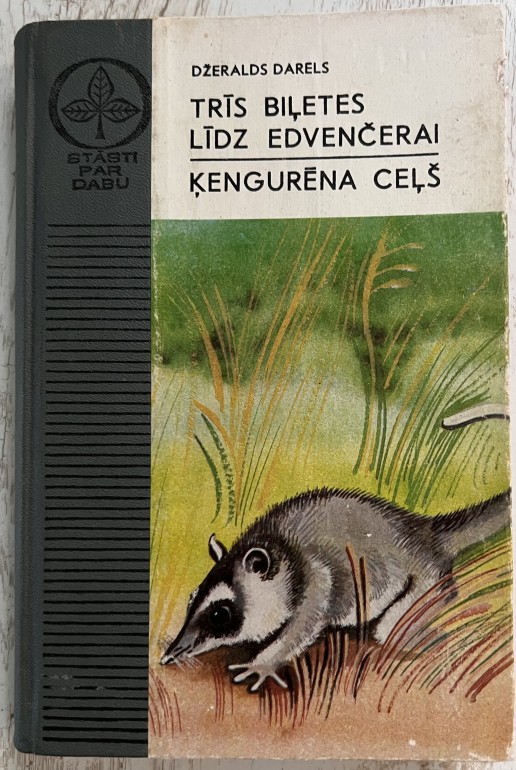 STĀSTI
PAR
DABU
DŽERALDS DARELS
TRĪS BIĻETES
LĪDZ EDVENČERAI
ĶENGURĒNA CEĻŠ